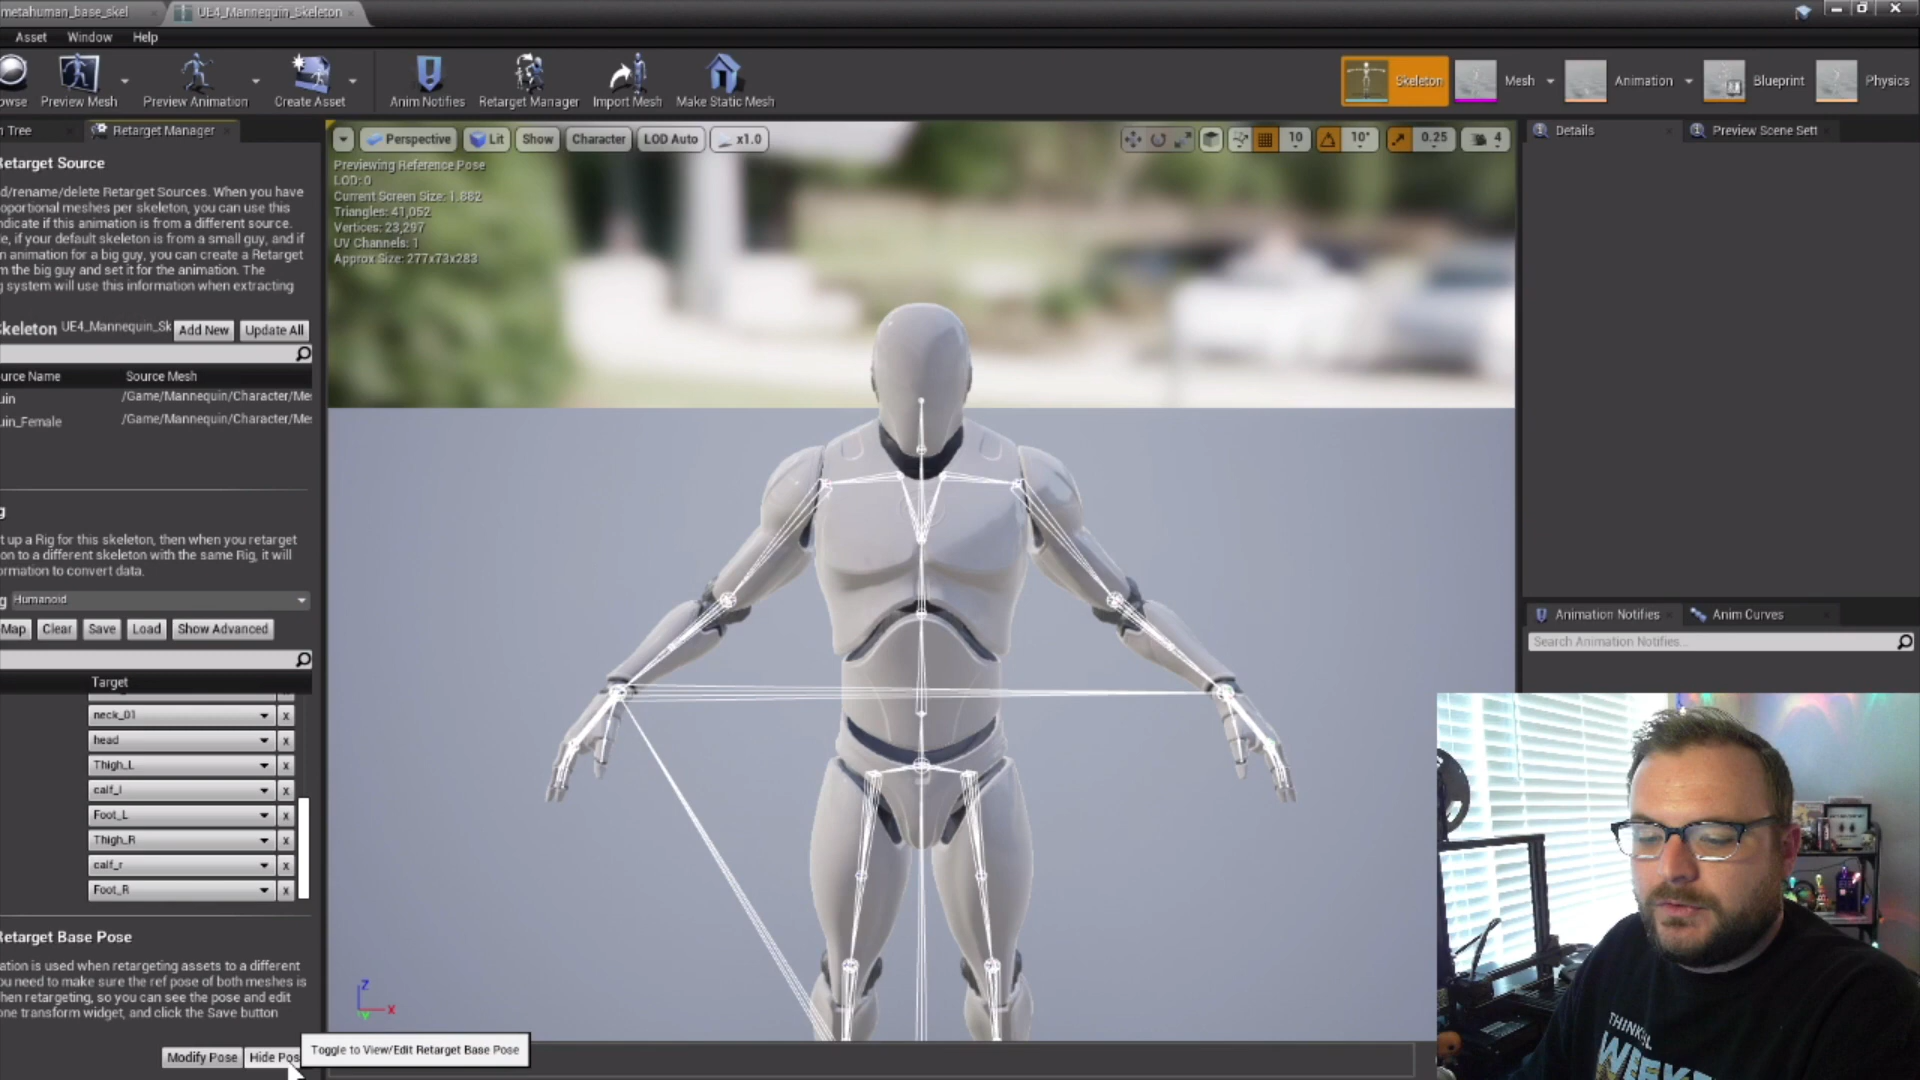 metahuman_base_skel
UE4_Mannequin_Skeleton
Asset Window Help
owse
Preview Mesh
Preview Animation
Create Asset
Anim Notifies
Retarget Manager
Import Mesh
Make Static Mesh
Skeleton
Mesh
Animation
Blueprint
Physics
n Tree
Retarget Manager
Retarget Source
d/rename/delete Retarget Sources. When you have
oportional meshes per skeleton, you can use this
ndicate if this animation is from a different source.
le, if your default skeleton is from a small guy, and if
n animation for a big guy, you can create a Retarget
m the big guy and set it for the animation. The
g system will use this information when extracting
Skeleton UE4_Mannequin_Sk Add New Update All
urce Name Source Mesh
uin /Game/Mannequin/Character/Me
uin_Female /Game/Mannequin/Character/Me
g
t up a Rig for this skeleton, then when you retarget
on to a different skeleton with the same Rig, it will
ormation to convert data.
g Humanoid
Map Clear Save Load Show Advanced
Target
neck_01 x
head x
Thigh_L x
calf_l x
Foot_L x
Thigh_R x
calf_r x
Foot_R x
Retarget Base Pose
ation is used when retargeting assets to a different
ou need to make sure the ref pose of both meshes is
hen retargeting, so you can see the pose and edit
one transform widget, and click the Save button
Modify Pose Hide Pos
Toggle to View/Edit Retarget Base Pose
Perspective Lit Show Character LOD Auto x1.0
10 10° 0.25 4
Previewing Reference Pose
LOD: 0
Current Screen Size: 1.882
Triangles: 41,052
Vertices: 23,297
UV Channels: 1
Approx Size: 277x73x283
Z
X
Y
Details
Preview Scene Sett
Animation Notifies
Anim Curves
Search Animation Notifies...